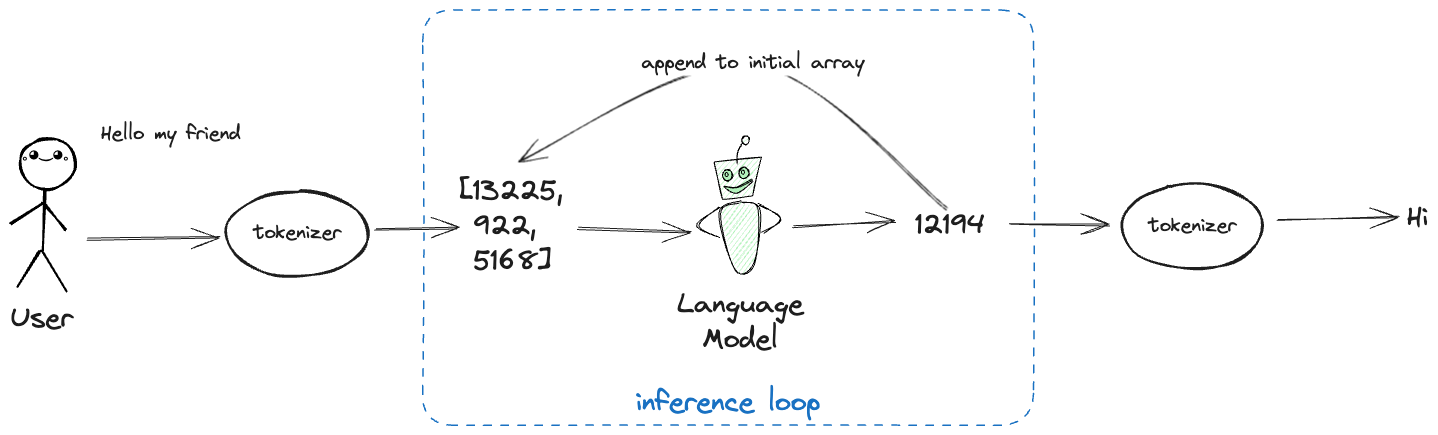 append to initial array
Hello my friend
User
tokenizer
[13225,
922,
5168]
Language
Model
12194
tokenizer
Hi
inference loop